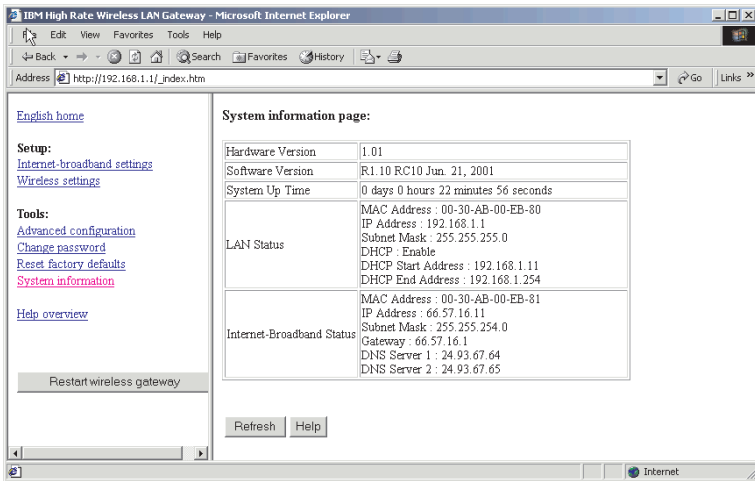 IBM High Rate Wireless LAN Gateway - Microsoft Internet Explorer
Edit View Favorites Tools Help
Back Search Favorites History
Address http://192.168.1.1/_index.htm Go Links »
English home
Setup:
Internet-broadband settings
Wireless settings
Tools:
Advanced configuration
Change password
Reset factory defaults
System information
Help overview
Restart wireless gateway
System information page:
Hardware Version 1.01
Software Version R1.10 RC10 Jun. 21, 2001
System Up Time 0 days 0 hours 22 minutes 56 seconds
LAN Status
MAC Address : 00-30-AB-00-EB-80
IP Address : 192.168.1.1
Subnet Mask : 255.255.255.0
DHCP : Enable
DHCP Start Address : 192.168.1.11
DHCP End Address : 192.168.1.254
Internet-Broadband Status
MAC Address : 00-30-AB-00-EB-81
IP Address : 66.57.16.11
Subnet Mask : 255.255.254.0
Gateway : 66.57.16.1
DNS Server 1 : 24.93.67.64
DNS Server 2 : 24.93.67.65
Refresh Help
Internet